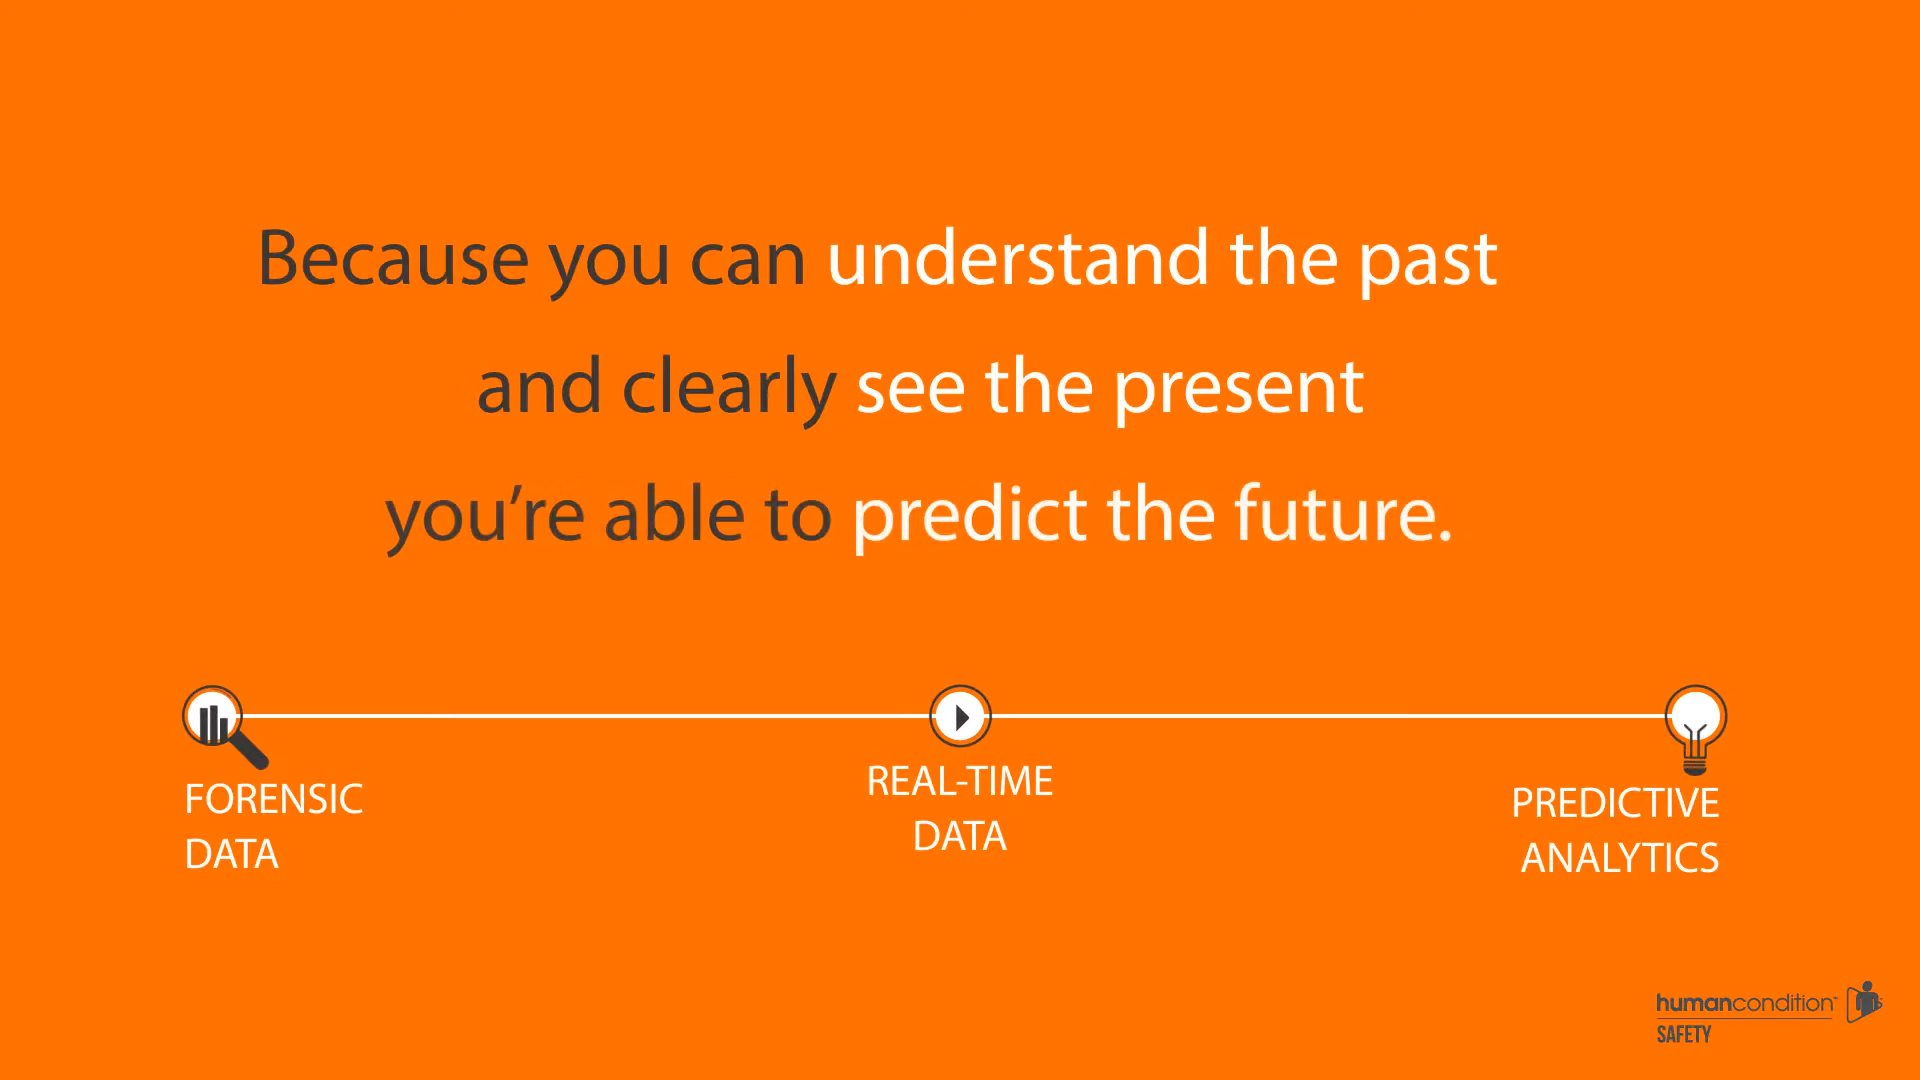 Because you can understand the past
and clearly see the present
you’re able to predict the future.
FORENSIC
DATA
REAL-TIME
DATA
PREDICTIVE
ANALYTICS
humancondition™
SAFETY